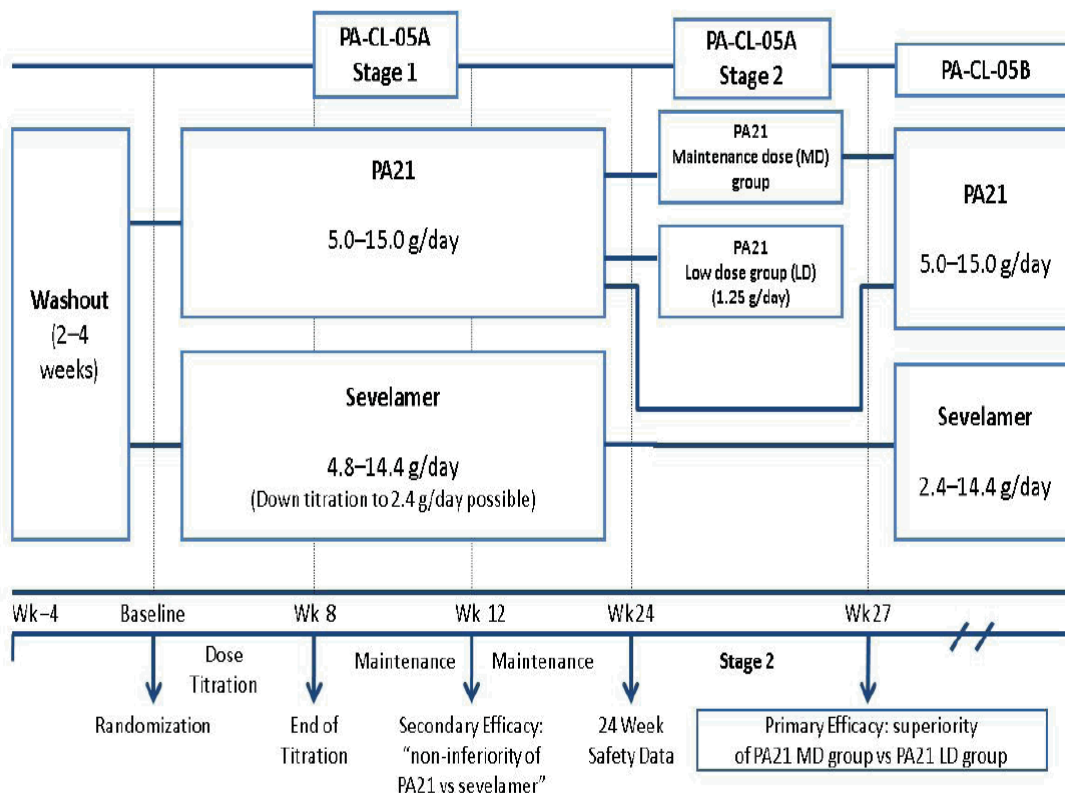 PA-CL-05A
Stage 1
PA-CL-05A
Stage 2
PA-CL-05B
Washout
(2–4
weeks)
PA21
5.0–15.0 g/day
PA21
Maintenance dose (MD)
group
PA21
Low dose group (LD)
(1.25 g/day)
PA21
5.0–15.0 g/day
Sevelamer
4.8–14.4 g/day
(Down titration to 2.4 g/day possible)
Sevelamer
2.4–14.4 g/day
Wk –4
Baseline
Wk 8
Wk 12
Wk 24
Wk 27
Dose
Titration
Maintenance
Maintenance
Stage 2
Randomization
End of
Titration
Secondary Efficacy:
“non-inferiority of
PA21 vs sevelamer”
24 Week
Safety Data
Primary Efficacy: superiority
of PA21 MD group vs PA21 LD group